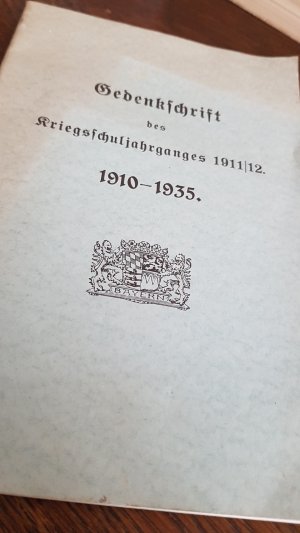 Gedenkſchrift
des
Kriegsſchuljahrganges 1911|12.
1910–1935.
BAYERN